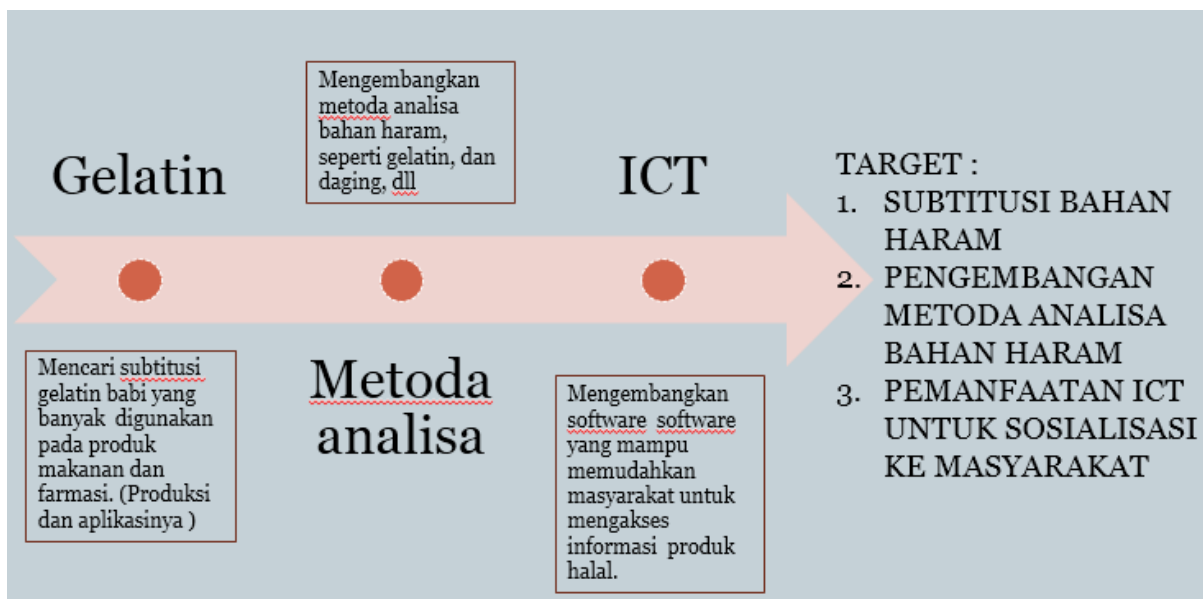 Gelatin
Mencari subtitusi
gelatin babi yang
banyak digunakan
pada produk
makanan dan
farmasi. (Produksi
dan aplikasinya )
Mengembangkan
metoda analisa
bahan haram,
seperti gelatin, dan
daging, dll
Metoda
analisa
ICT
Mengembangkan
software software
yang mampu
memudahkan
masyarakat untuk
mengakses
informasi produk
halal.
TARGET :
1. SUBTITUSI BAHAN
HARAM
2. PENGEMBANGAN
METODA ANALISA
BAHAN HARAM
3. PEMANFAATAN ICT
UNTUK SOSIALISASI
KE MASYARAKAT